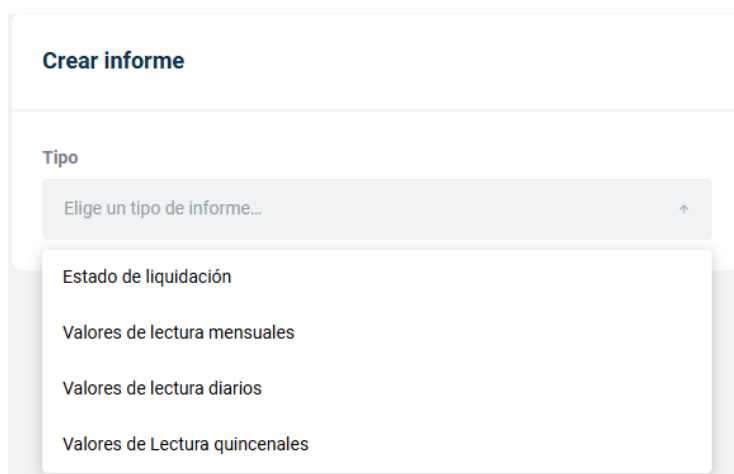 Crear informe
Tipo
Elige un tipo de informe...
Estado de liquidación
Valores de lectura mensuales
Valores de lectura diarios
Valores de Lectura quincenales